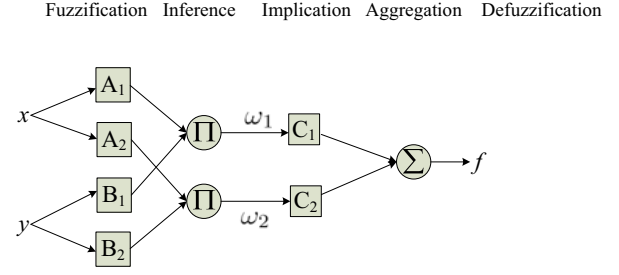 Fuzzification Inference Implication Aggregation Defuzzification
x
y
A₁
A₂
B₁
B₂
Π
Π
ω₁
ω₂
C₁
C₂
Σ
f